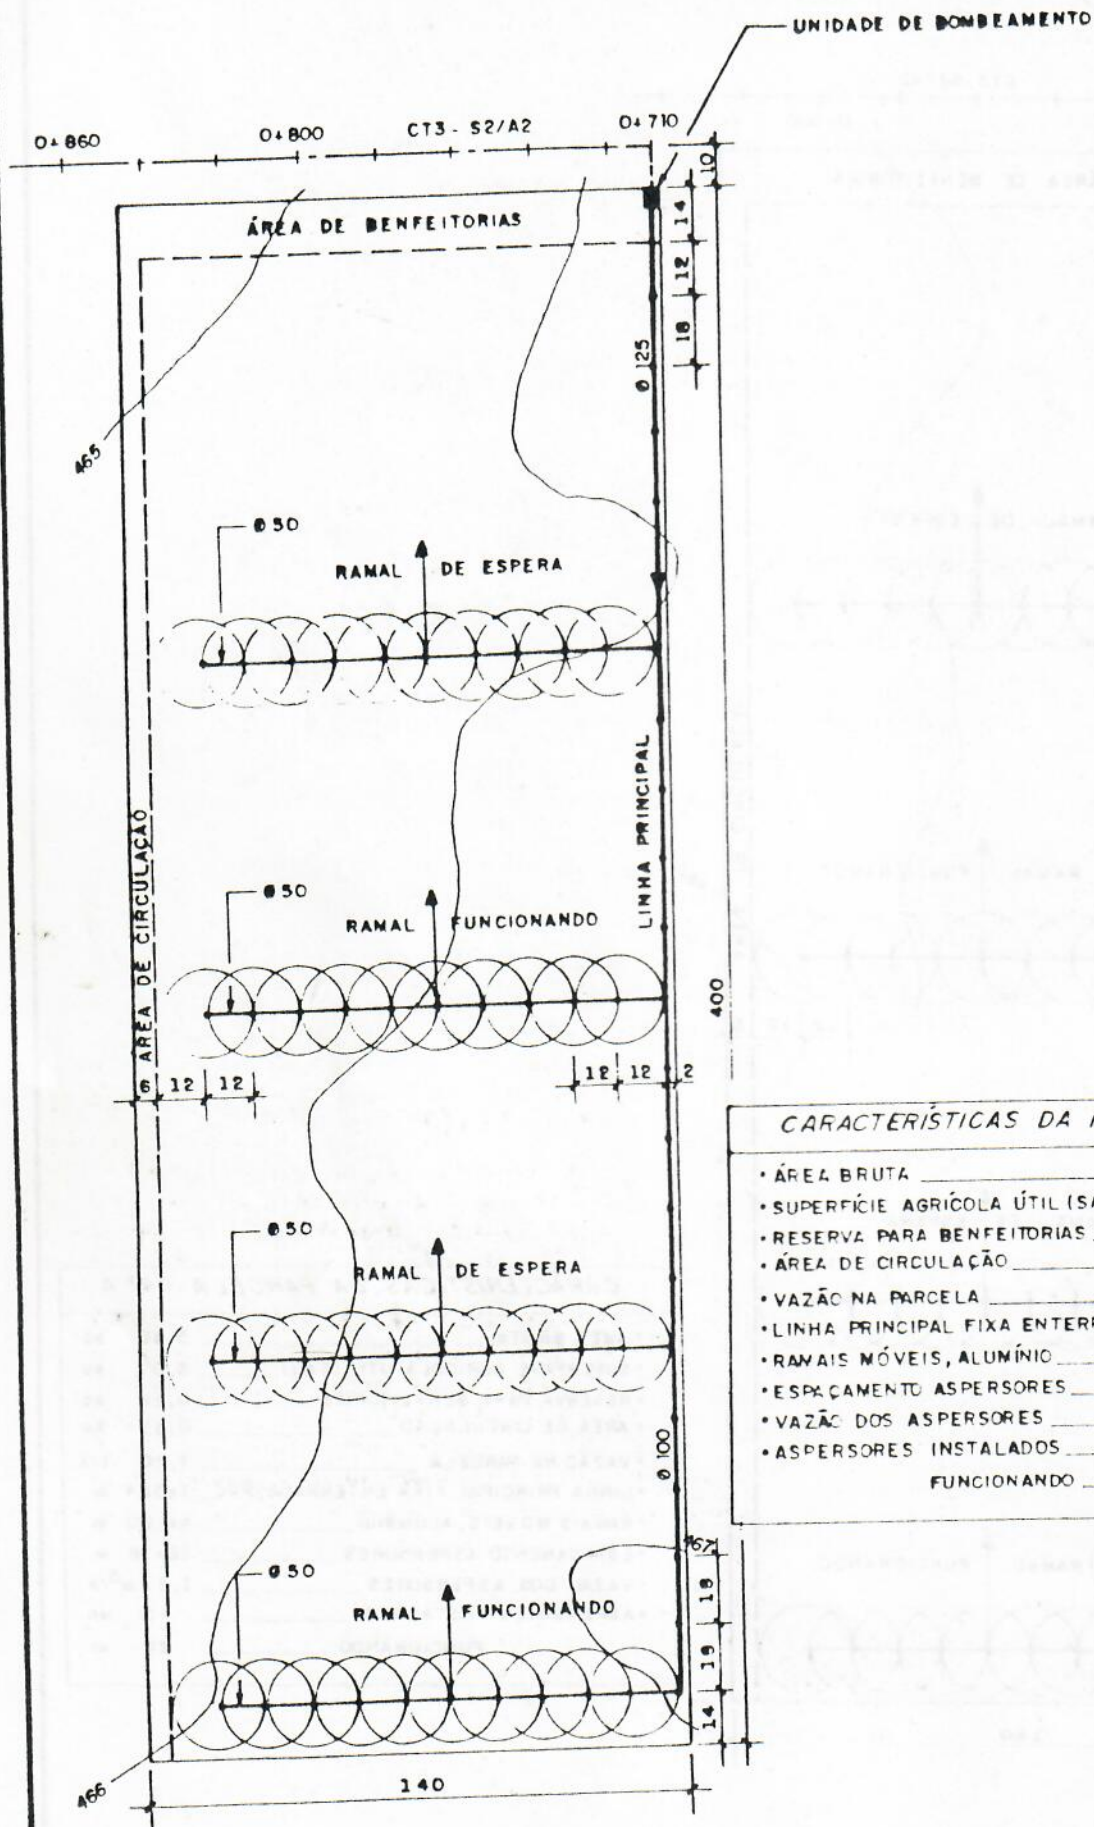 UNIDADE DE BOMBEAMENTO
0+860
0+800
CT3 - S2/A2
0+710
10
ÁREA DE BENFEITORIAS
14
12
18
Ø 125
465
Ø 50
RAMAL DE ESPERA
LINHA PRINCIPAL
ÁREA DE CIRCULAÇÃO
Ø 50
RAMAL FUNCIONANDO
400
6 12 12
12 12 2
CARACTERÍSTICAS DA
• ÁREA BRUTA
• SUPERFÍCIE AGRÍCOLA ÚTIL (SA
• RESERVA PARA BENFEITORIAS
• ÁREA DE CIRCULAÇÃO
• VAZÃO NA PARCELA
• LINHA PRINCIPAL FIXA ENTER
• RAMAIS MÓVEIS, ALUMÍNIO
• ESPAÇAMENTO ASPERSORES
• VAZÃO DOS ASPERSORES
• ASPERSORES INSTALADOS
FUNCIONANDO
Ø 50
RAMAL DE ESPERA
Ø 100
467
Ø 50
RAMAL FUNCIONANDO
18
14
466
140